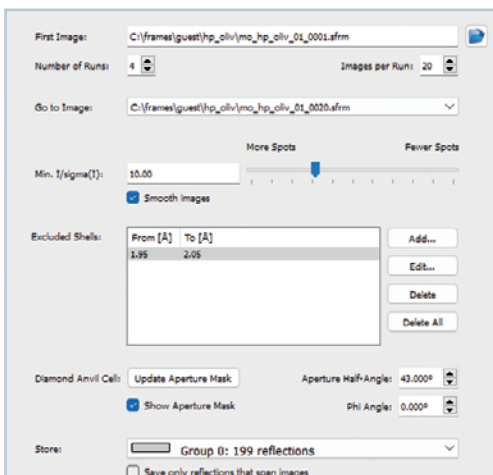 First Image: C:\frames\guest\hp_oliv\mo_hp_oliv_01_0001.sfrm
Number of Runs: 4 Images per Run: 20
Go to Image: C:\frames\guest\hp_oliv\mo_hp_oliv_01_0020.sfrm
More Spots Fewer Spots
Min. I/sigma(I): 10.00
Smooth images
Excluded Shells: From [Å] To [Å] Add...
1.95 2.05
Edit...
Delete
Delete All
Diamond Anvil Cell: Update Aperture Mask Aperture Half-Angle: 43.000°
Show Aperture Mask Phi Angle: 0.000°
Store: Group 0: 199 reflections
Save only reflections that span images